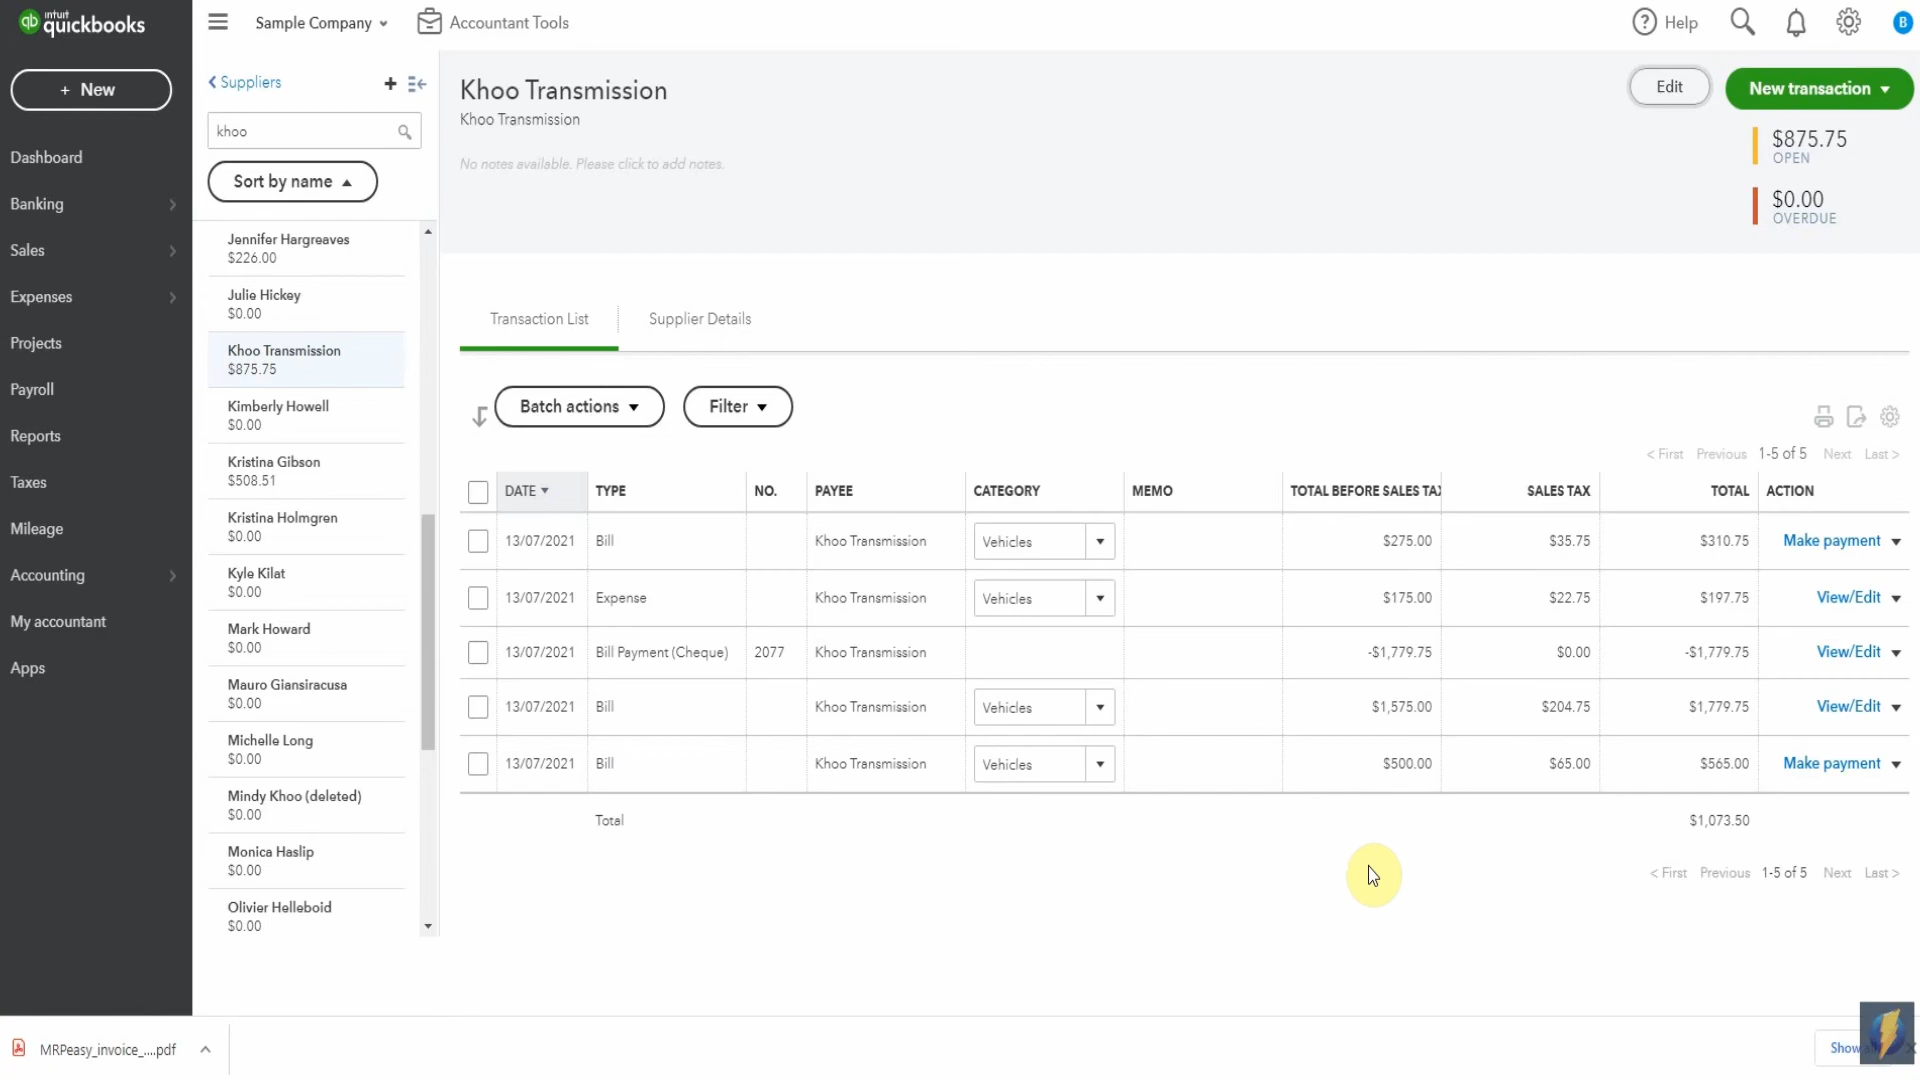 intuit
quickbooks
Sample Company
Accountant Tools
Help
B
+ New
Dashboard
Banking
Sales
Expenses
Projects
Payroll
Reports
Taxes
Mileage
Accounting
My accountant
Apps
Suppliers
khoo
Sort by name
Jennifer Hargreaves
$226.00
Julie Hickey
$0.00
Khoo Transmission
$875.75
Kimberly Howell
$0.00
Kristina Gibson
$508.51
Kristina Holmgren
$0.00
Kyle Kilat
$0.00
Mark Howard
$0.00
Mauro Giansiracusa
$0.00
Michelle Long
$0.00
Mindy Khoo (deleted)
$0.00
Monica Haslip
$0.00
Olivier Helleboid
$0.00
Khoo Transmission
Khoo Transmission
No notes available. Please click to add notes.
Edit
New transaction
$875.75
OPEN
$0.00
OVERDUE
Transaction List
Supplier Details
Batch actions
Filter
< First Previous 1-5 of 5 Next Last >
DATE TYPE NO. PAYEE CATEGORY MEMO TOTAL BEFORE SALES TAX SALES TAX TOTAL ACTION
13/07/2021 Bill Khoo Transmission Vehicles $275.00 $35.75 $310.75 Make payment
13/07/2021 Expense Khoo Transmission Vehicles $175.00 $22.75 $197.75 View/Edit
13/07/2021 Bill Payment (Cheque) 2077 Khoo Transmission -$1,779.75 $0.00 -$1,779.75 View/Edit
13/07/2021 Bill Khoo Transmission Vehicles $1,575.00 $204.75 $1,779.75 View/Edit
13/07/2021 Bill Khoo Transmission Vehicles $500.00 $65.00 $565.00 Make payment
Total $1,073.50
< First Previous 1-5 of 5 Next Last >
MRPeasy_invoice_....pdf
Show